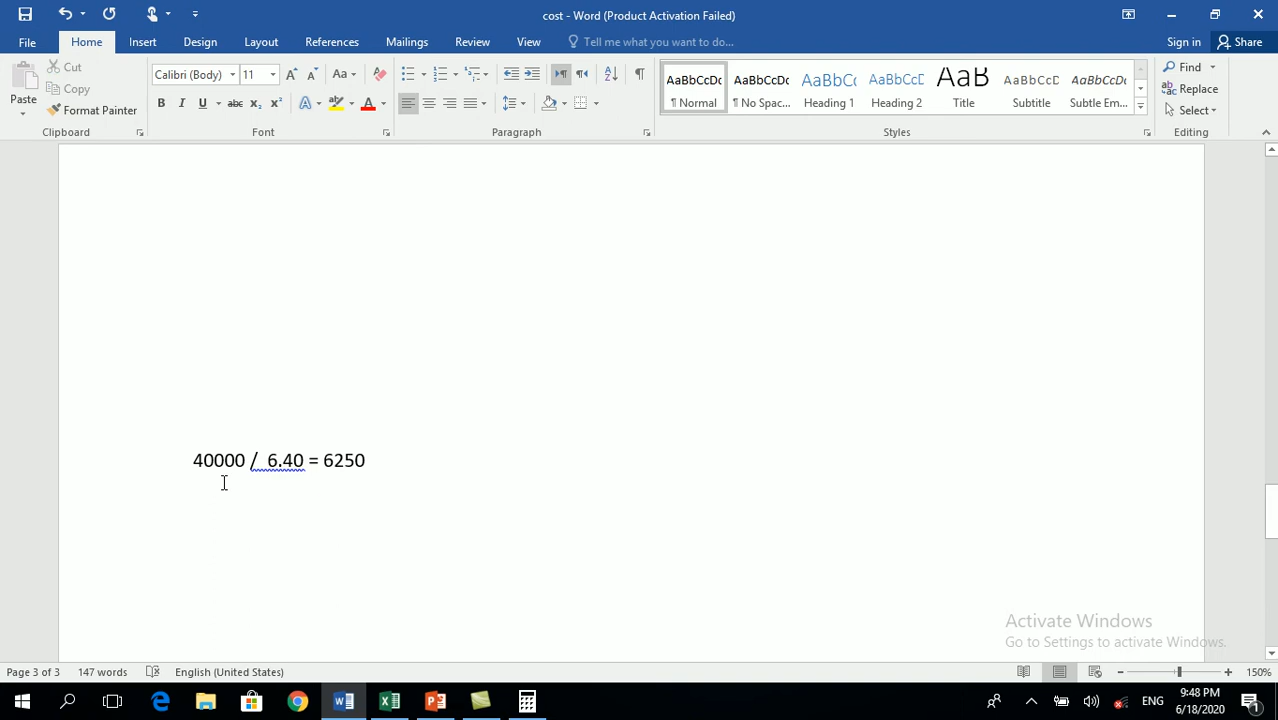 cost - Word (Product Activation Failed)
File Home Insert Design Layout References Mailings Review View Tell me what you want to do... Sign in Share
Cut
Copy
Format Painter
Paste
Clipboard
Calibri (Body) 11
Font
Paragraph
AaBbCcDc AaBbCcDc AaBbC AaBbCcE AaB AaBbCcD AaBbCcDc
¶ Normal ¶ No Spac... Heading 1 Heading 2 Title Subtitle Subtle Em...
Styles
Find
Replace
Select
Editing
40000 /  6.40 = 6250
Activate Windows
Go to Settings to activate Windows.
Page 3 of 3 147 words English (United States) 150%
ENG
9:48 PM
6/18/2020
1